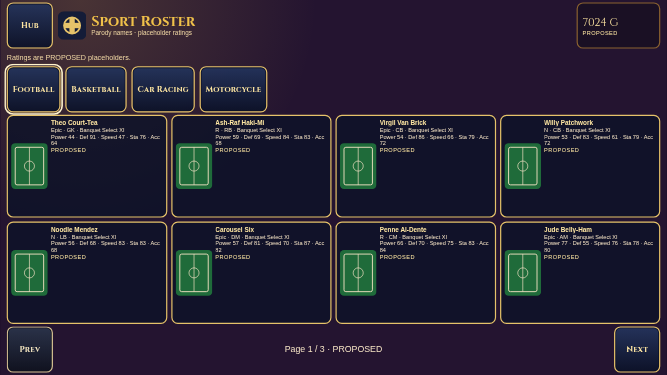 Hub
Sport Roster
Parody names - placeholder ratings
7024 G
PROPOSED
Ratings are PROPOSED placeholders.
Football
Basketball
Car Racing
Motorcycle
Theo Court-Tea
Epic · GK · Banquet Select XI
Power 44 · Def 91 · Speed 47 · Sta 76 · Acc
64
PROPOSED
Ash-Raf Haki-Mi
R · RB · Banquet Select XI
Power 59 · Def 69 · Speed 84 · Sta 83 · Acc
68
PROPOSED
Virgil Van Brick
Epic · CB · Banquet Select XI
Power 54 · Def 86 · Speed 66 · Sta 79 · Acc
72
PROPOSED
Willy Patchwork
N · CB · Banquet Select XI
Power 53 · Def 83 · Speed 61 · Sta 79 · Acc
72
PROPOSED
Noodle Mendez
N · LB · Banquet Select XI
Power 56 · Def 68 · Speed 83 · Sta 83 · Acc
68
PROPOSED
Carousel Six
Epic · DM · Banquet Select XI
Power 57 · Def 81 · Speed 70 · Sta 87 · Acc
82
PROPOSED
Penne Al-Dente
R · CM · Banquet Select XI
Power 66 · Def 70 · Speed 75 · Sta 83 · Acc
84
PROPOSED
Jude Belly-Ham
Epic · AM · Banquet Select XI
Power 77 · Def 55 · Speed 76 · Sta 78 · Acc
80
PROPOSED
Prev
Page 1 / 3 · PROPOSED
Next